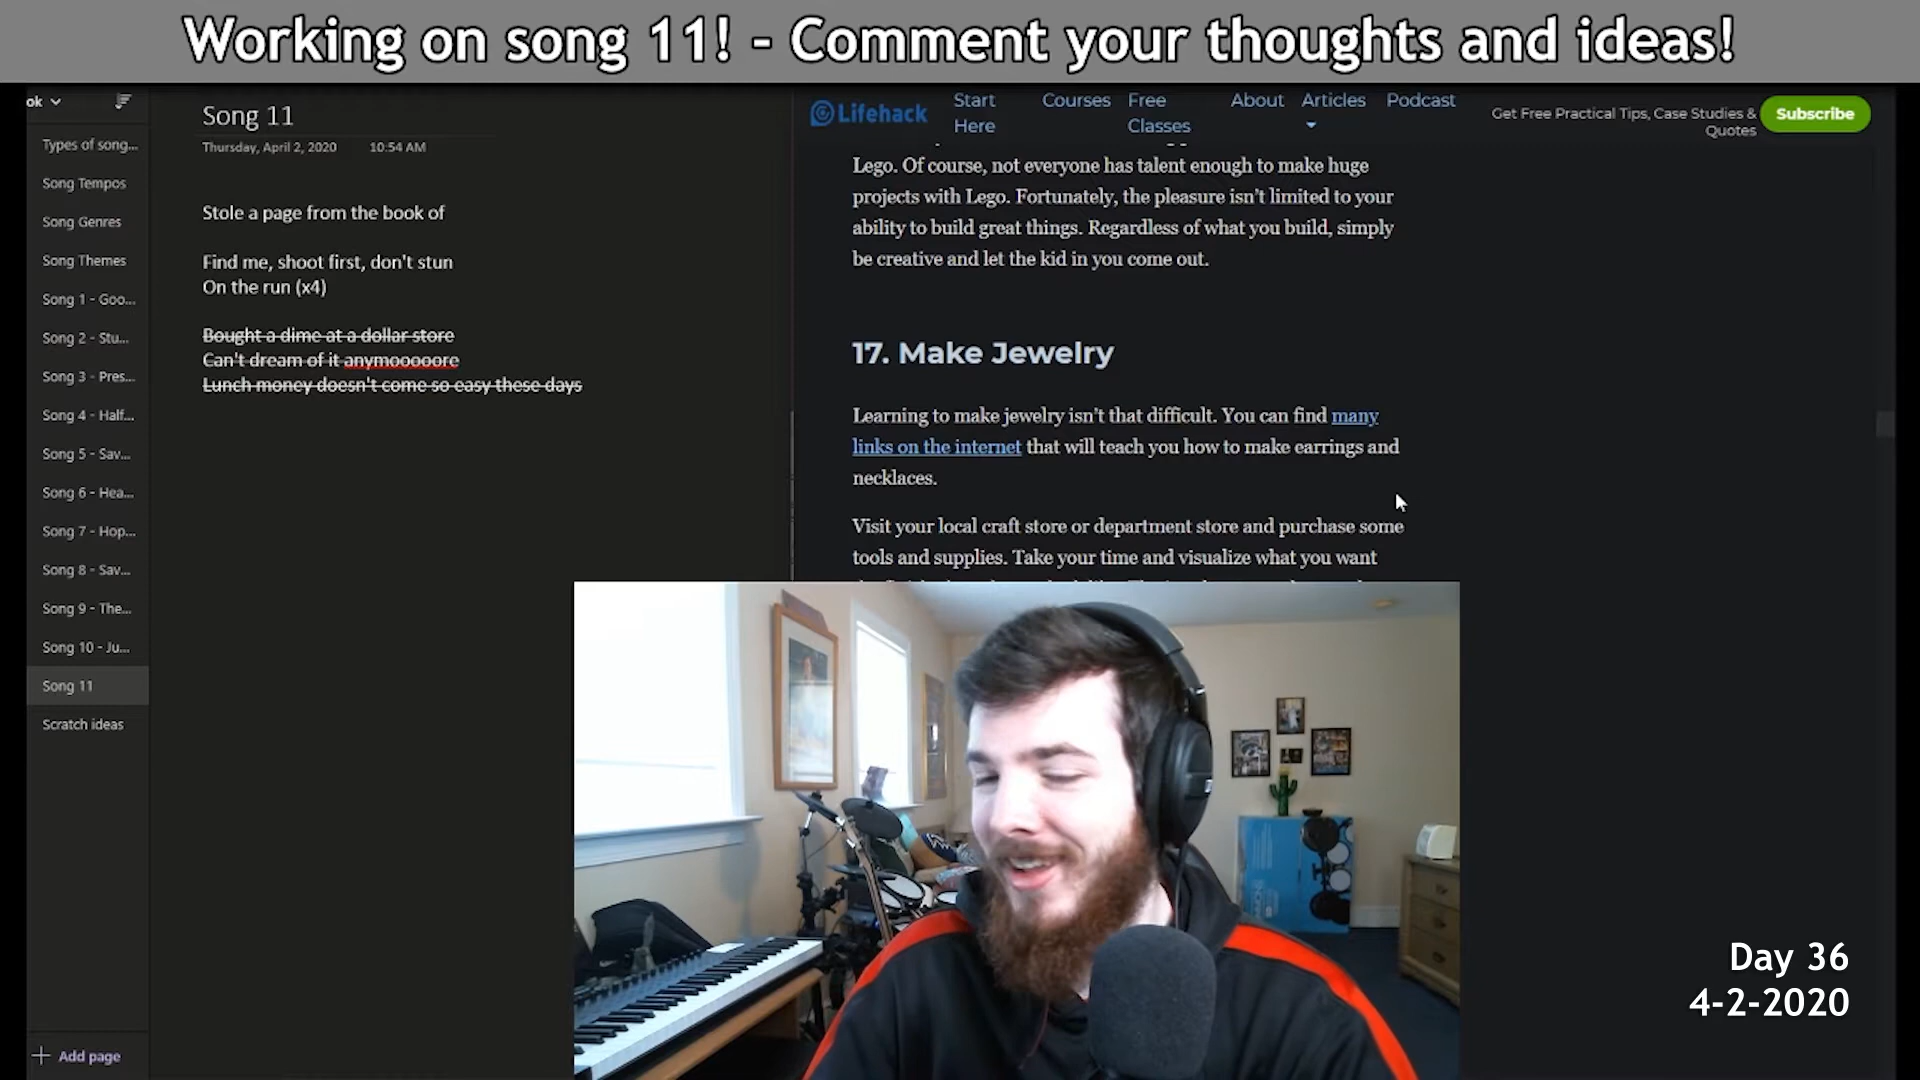 Working on song 11! - Comment your thoughts and ideas!
ok
Types of song...
Song Tempos
Song Genres
Song Themes
Song 1 - Goo...
Song 2 - Stu...
Song 3 - Pres...
Song 4 - Half...
Song 5 - Sav...
Song 6 - Hea...
Song 7 - Hop...
Song 8 - Sav...
Song 9 - The...
Song 10 - Ju...
Song 11
Scratch ideas
Add page
Song 11
Thursday, April 2, 2020 10:54 AM
Stole a page from the book of
Find me, shoot first, don't stun
On the run (x4)
Bought a dime at a dollar store
Can't dream of it anymooooore
Lunch money doesn't come so easy these days
Lifehack
Start Here
Courses
Free Classes
About
Articles
Podcast
Get Free Practical Tips, Case Studies &
Quotes
Subscribe
Lego. Of course, not everyone has talent enough to make huge
projects with Lego. Fortunately, the pleasure isn't limited to your
ability to build great things. Regardless of what you build, simply
be creative and let the kid in you come out.
17. Make Jewelry
Learning to make jewelry isn't that difficult. You can find many
links on the internet that will teach you how to make earrings and
necklaces.
Visit your local craft store or department store and purchase some
tools and supplies. Take your time and visualize what you want
Day 36
4-2-2020